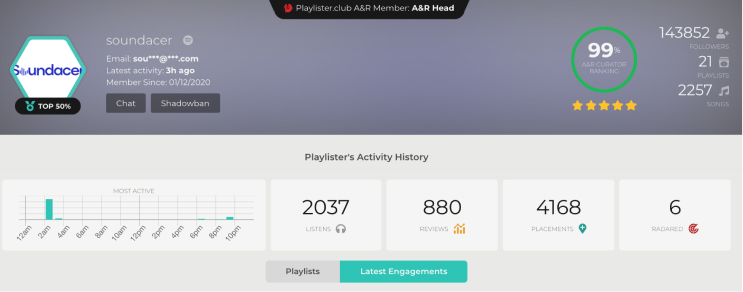 Playlister.club A&R Member: A&R Head
Soundacer
TOP 50%
soundacer
Email: sou***@***.com
Latest activity: 3h ago
Member Since: 01/12/2020
Chat
Shadowban
99%
A&R CURATOR
RANKING
143852
FOLLOWERS
21
PLAYLISTS
2257
SONGS
Playlister's Activity History
MOST ACTIVE
12am 2am 4am 6am 8am 10am 12pm 2pm 4pm 6pm 8pm 10pm
2037
LISTENS
880
REVIEWS
4168
PLACEMENTS
6
RADARED
Playlists
Latest Engagements